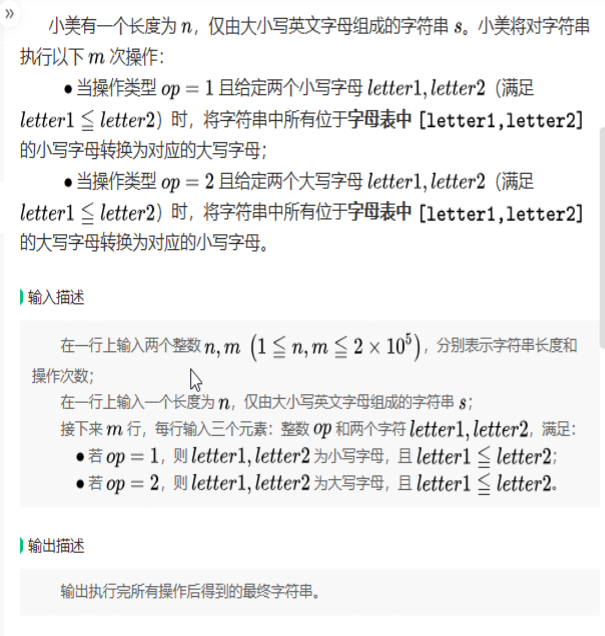 »
小美有一个长度为 n，仅由大小写英文字母组成的字符串 s。小美将对字符串
执行以下 m 次操作：
● 当操作类型 op = 1 且给定两个小写字母 letter1, letter2（满足
letter1 ≦ letter2）时，将字符串中所有位于字母表中 [letter1,letter2]
的小写字母转换为对应的大写字母；
● 当操作类型 op = 2 且给定两个大写字母 letter1, letter2（满足
letter1 ≦ letter2）时，将字符串中所有位于字母表中 [letter1,letter2]
的大写字母转换为对应的小写字母。
输入描述
在一行上输入两个整数 n, m (1 ≦ n, m ≦ 2 × 10⁵)，分别表示字符串长度和
操作次数；
在一行上输入一个长度为 n，仅由大小写英文字母组成的字符串 s；
接下来 m 行，每行输入三个元素：整数 op 和两个字符 letter1, letter2，满足：
● 若 op = 1，则 letter1, letter2 为小写字母，且 letter1 ≦ letter2；
● 若 op = 2，则 letter1, letter2 为大写字母，且 letter1 ≦ letter2。
输出描述
输出执行完所有操作后得到的最终字符串。